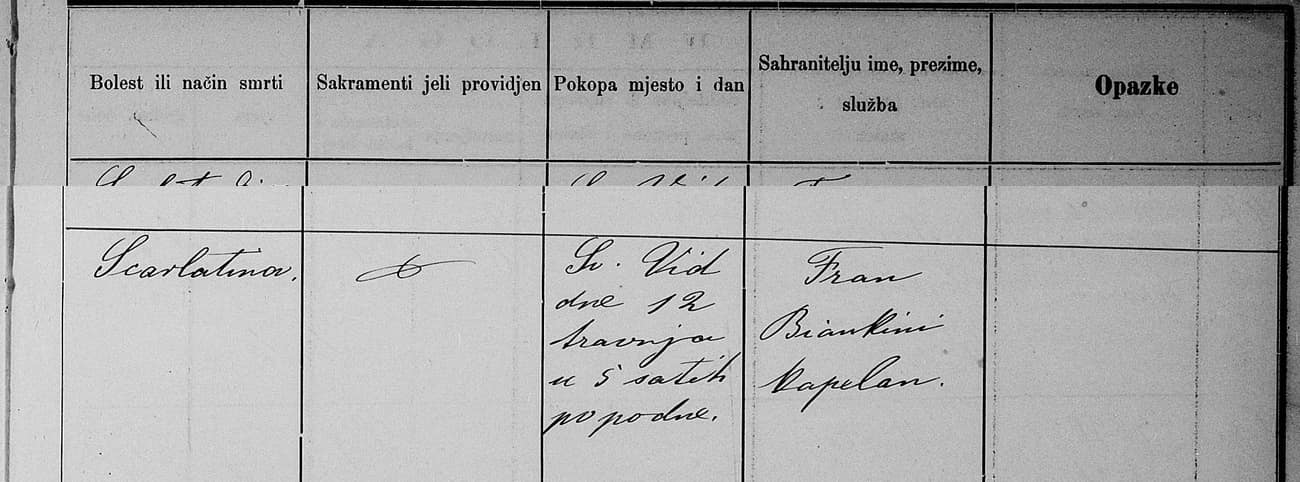 Bolest ili način smrti
Sakramenti jeli providjen
Pokopa mjesto i dan
Sahranitelju ime, prezime,
služba
Opazke
Scarlatina.
Sv. Vid
dne 12
travnja
u 5 satih
po podne.
Fran
Biankini
kapelan.